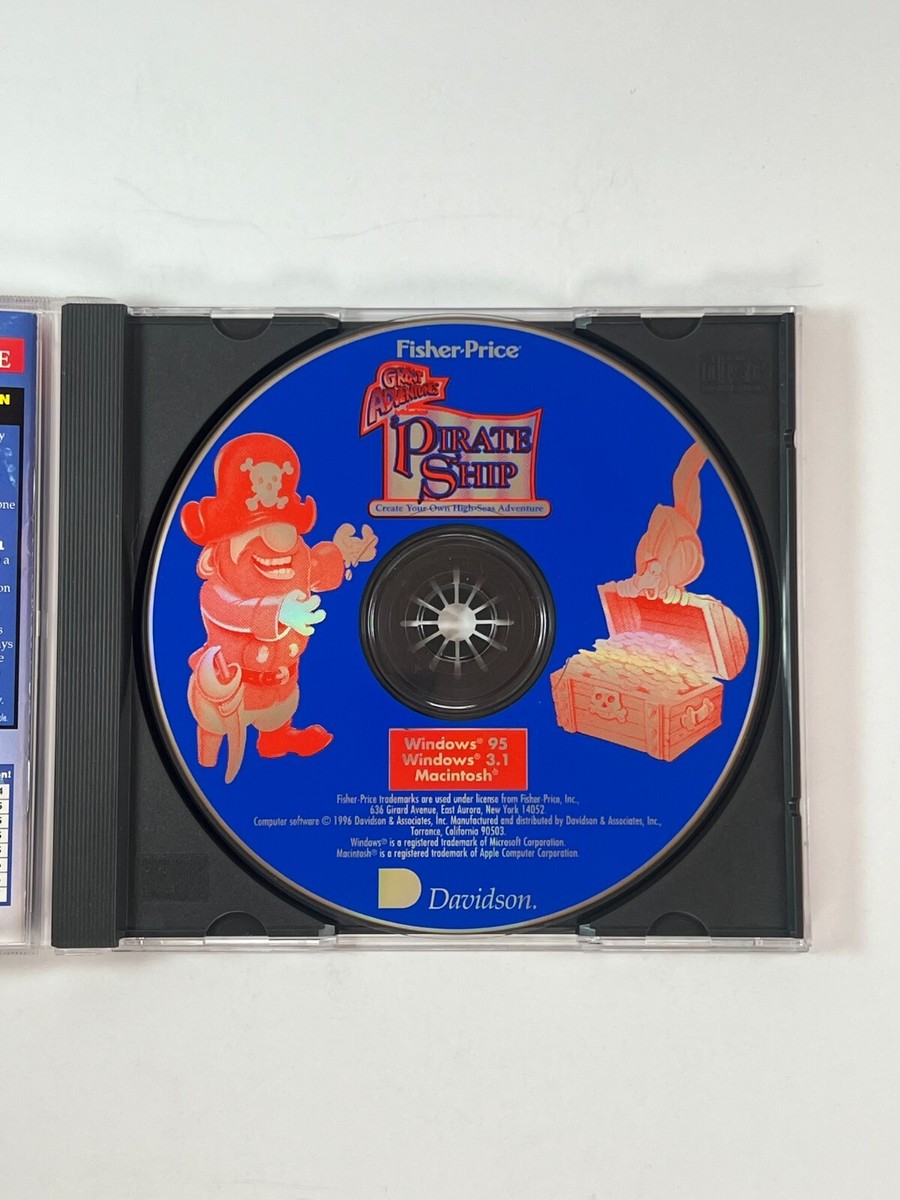 Fisher-Price®
GREAT
ADVENTURES
PIRATE
SHIP
Create Your Own High-Seas Adventure
Windows® 95
Windows® 3.1
Macintosh®
Fisher-Price trademarks are used under license from Fisher-Price, Inc.,
636 Girard Avenue, East Aurora, New York 14052.
Computer software © 1996 Davidson & Associates, Inc. Manufactured and distributed by Davidson & Associates, Inc.,
Torrance, California 90503.
Windows® is a registered trademark of Microsoft Corporation.
Macintosh® is a registered trademark of Apple Computer Corporation.
Davidson.